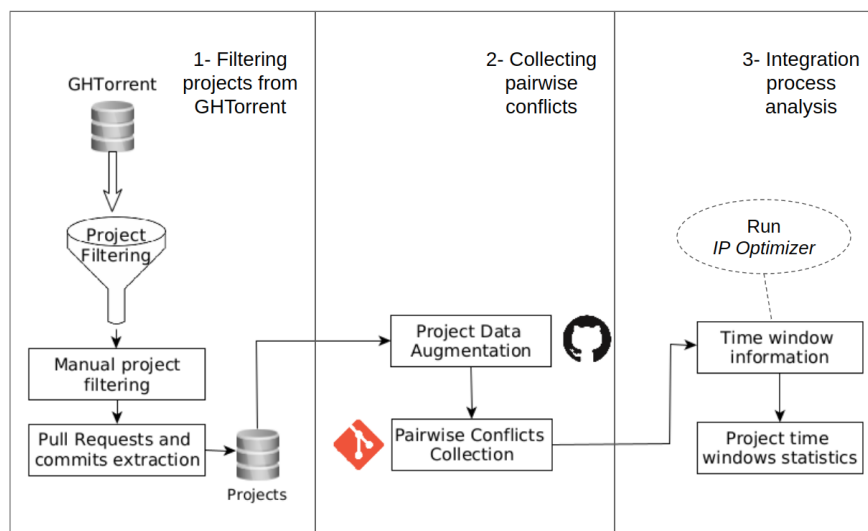 1- Filtering
projects from
GHTorrent
GHTorrent
Project
Filtering
Manual project
filtering
Pull Requests and
commits extraction
Projects
2- Collecting
pairwise
conflicts
Project Data
Augmentation
Pairwise Conflicts
Collection
3- Integration
process
analysis
Run
IP Optimizer
Time window
information
Project time
windows statistics